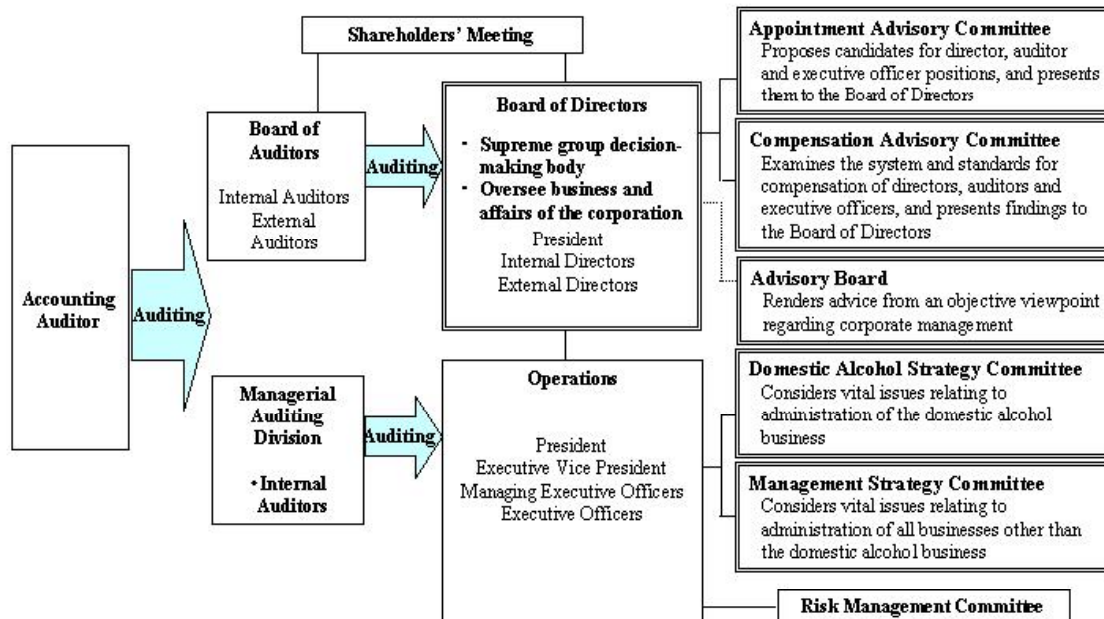 Shareholders' Meeting
Accounting
Auditor
Auditing
Board of
Auditors
Internal Auditors
External
Auditors
Auditing
Board of Directors
· Supreme group decision-
making body
· Oversee business and
affairs of the corporation
President
Internal Directors
External Directors
Managerial
Auditing
Division
• Internal
Auditors
Auditing
Operations
President
Executive Vice President
Managing Executive Officers
Executive Officers
Appointment Advisory Committee
Proposes candidates for director, auditor
and executive officer positions, and presents
them to the Board of Directors
Compensation Advisory Committee
Examines the system and standards for
compensation of directors, auditors and
executive officers, and presents findings to
the Board of Directors
Advisory Board
Renders advice from an objective viewpoint
regarding corporate management
Domestic Alcohol Strategy Committee
Considers vital issues relating to
administration of the domestic alcohol
business
Management Strategy Committee
Considers vital issues relating to
administration of all businesses other than
the domestic alcohol business
Risk Management Committee